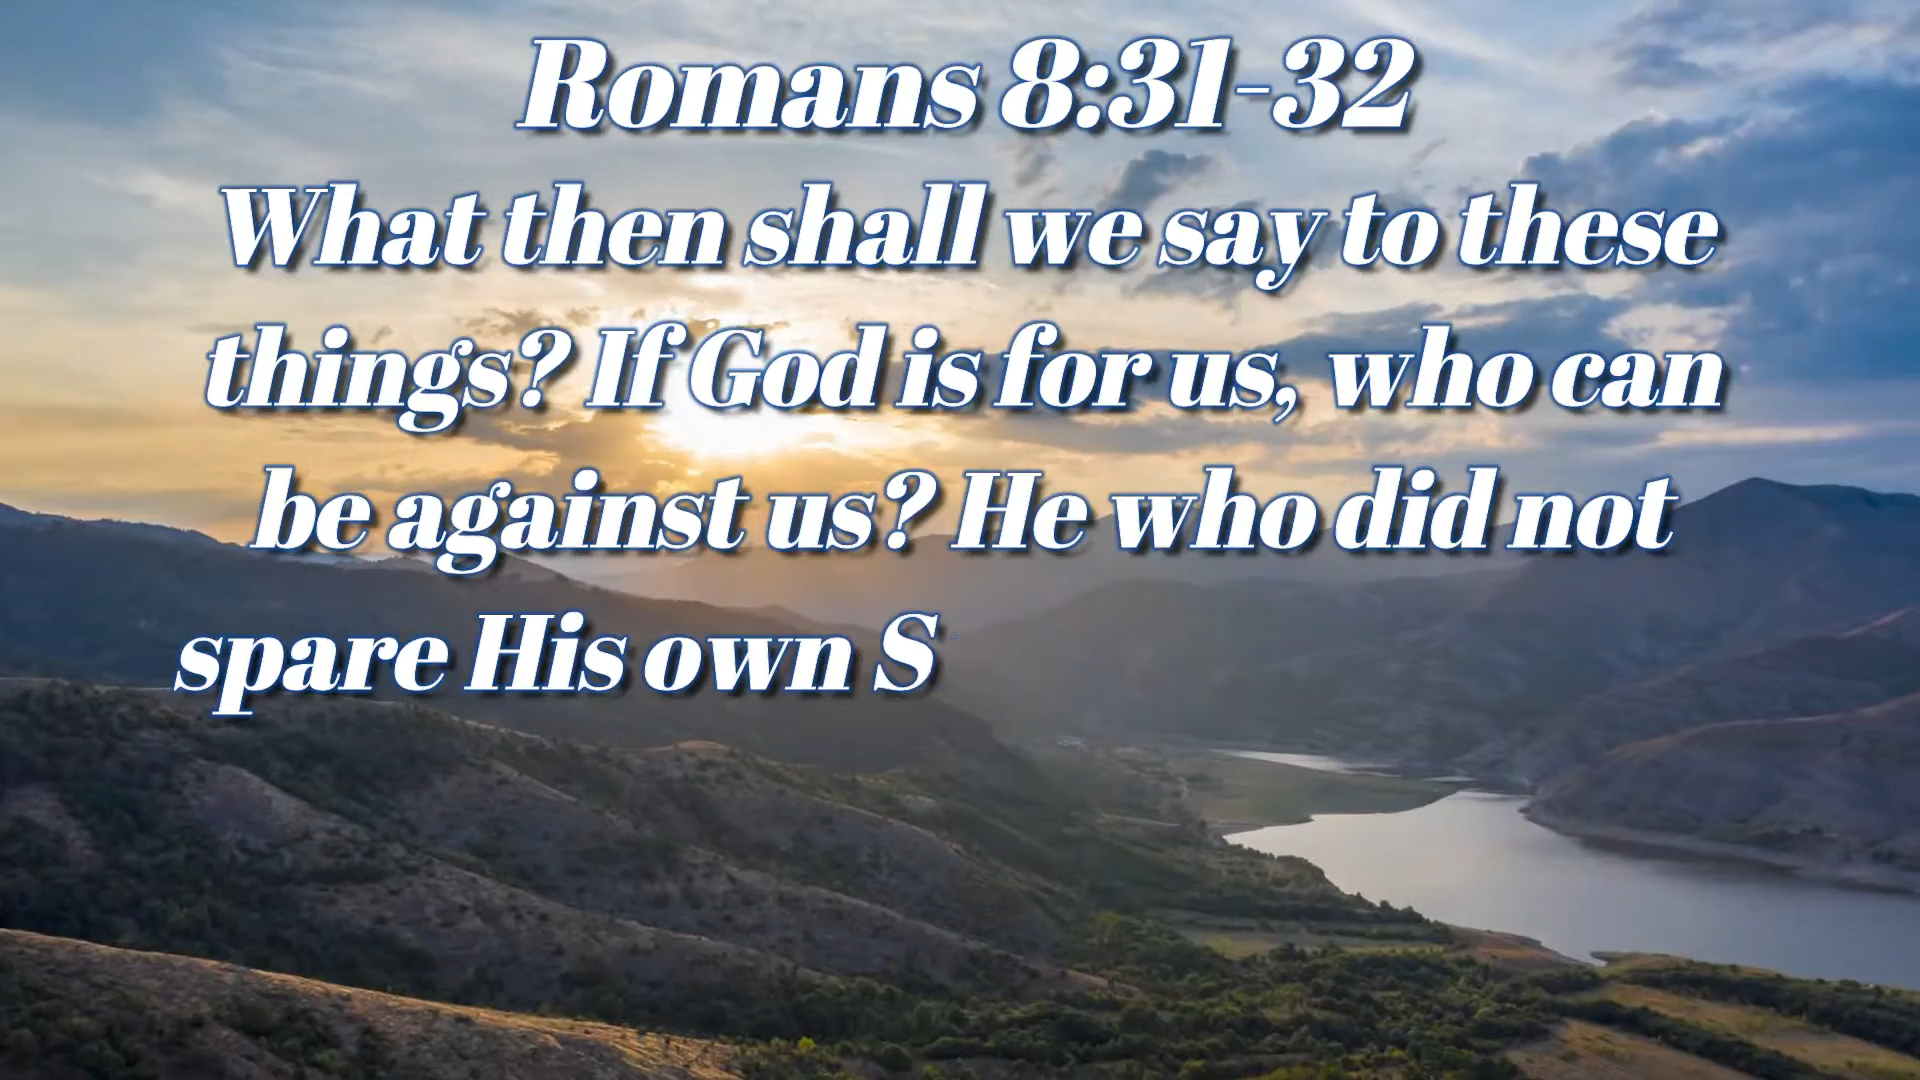 Romans 8:31-32
What then shall we say to these
things? If God is for us, who can
be against us? He who did not
spare His own S